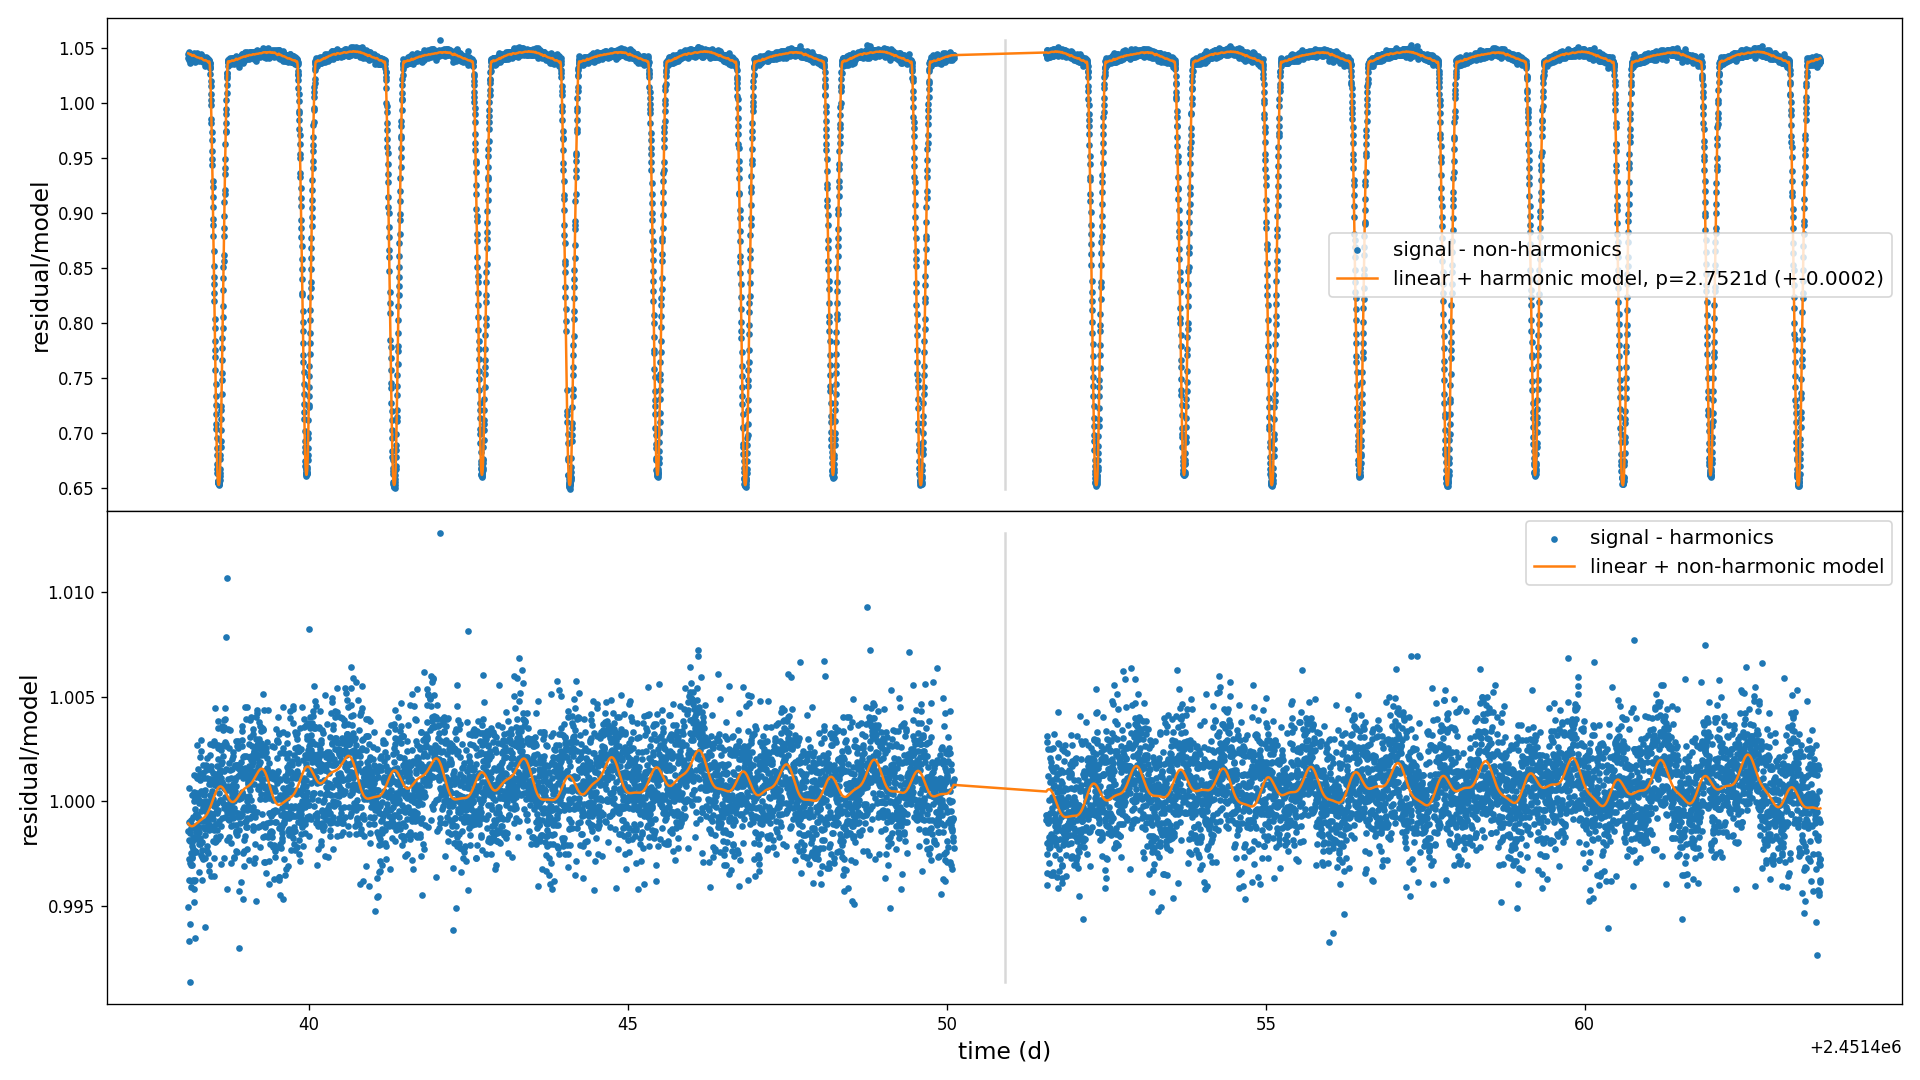 residual/model
1.05
1.00
0.95
0.90
0.85
0.80
0.75
0.70
0.65
signal - non-harmonics
linear + harmonic model, p=2.7521d (+-0.0002)
residual/model
1.010
1.005
1.000
0.995
signal - harmonics
linear + non-harmonic model
40
45
50
55
60
time (d)
+2.4514e6